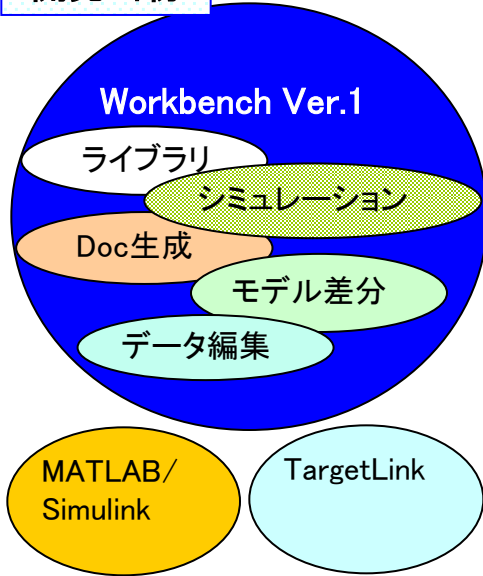 Workbench Ver.1
ライブラリ
シミュレーション
Doc生成
モデル差分
データ編集
MATLAB/
Simulink
TargetLink